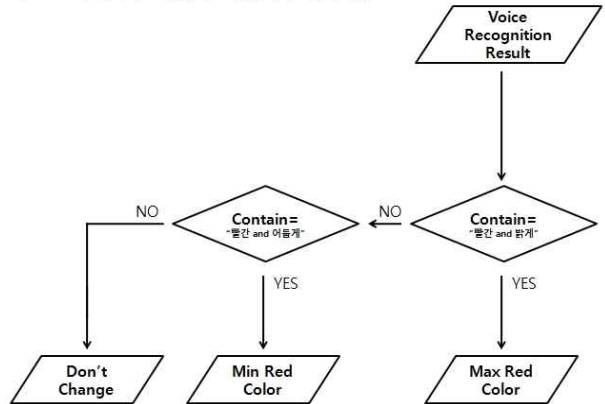 Voice
Recognition
Result
Contain=
"빨간 and 밝게"
NO
YES
Contain=
"빨간 and 어둡게"
NO
YES
Don't
Change
Min Red
Color
Max Red
Color